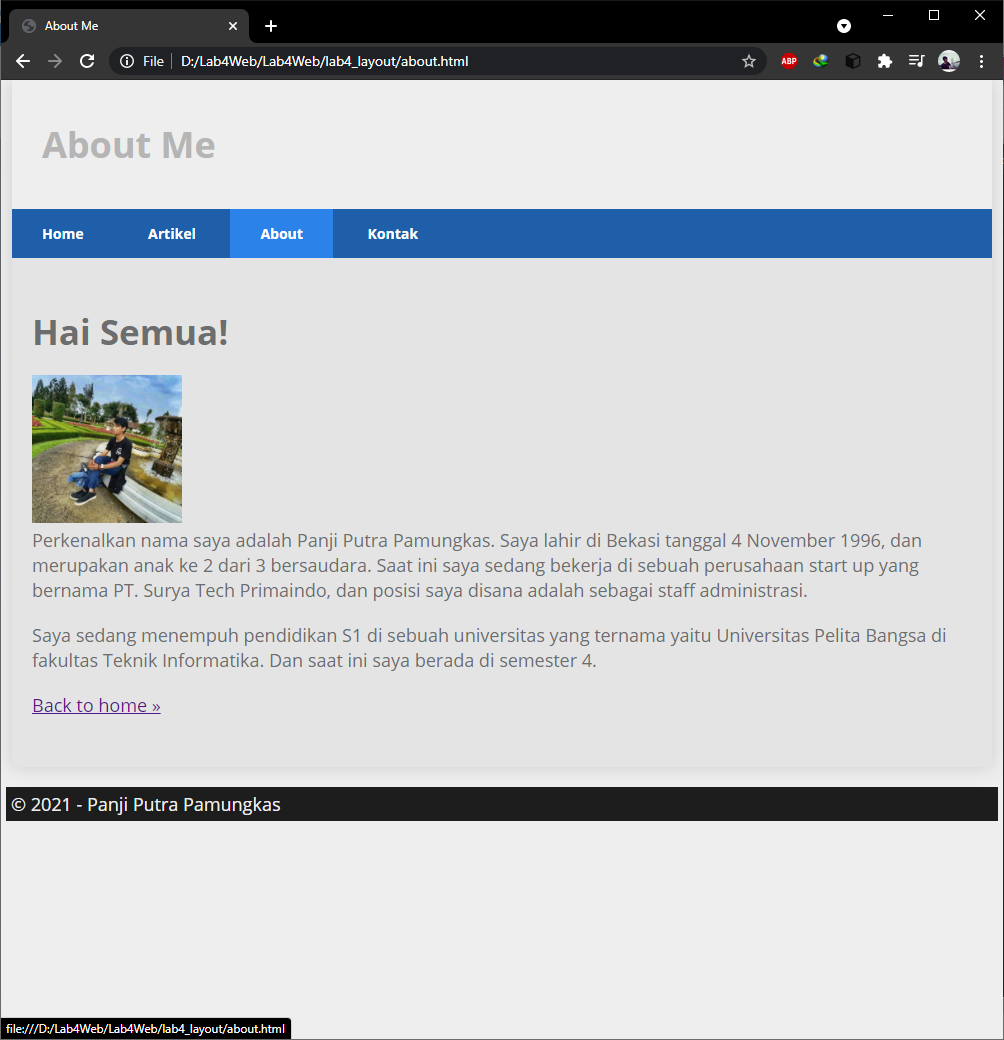 About Me
File
D:/Lab4Web/Lab4Web/lab4_layout/about.html
ABP
About Me
Home
Artikel
About
Kontak
Hai Semua!
Perkenalkan nama saya adalah Panji Putra Pamungkas. Saya lahir di Bekasi tanggal 4 November 1996, dan
merupakan anak ke 2 dari 3 bersaudara. Saat ini saya sedang bekerja di sebuah perusahaan start up yang
bernama PT. Surya Tech Primaindo, dan posisi saya disana adalah sebagai staff administrasi.
Saya sedang menempuh pendidikan S1 di sebuah universitas yang ternama yaitu Universitas Pelita Bangsa di
fakultas Teknik Informatika. Dan saat ini saya berada di semester 4.
Back to home »
© 2021 - Panji Putra Pamungkas
file:///D:/Lab4Web/Lab4Web/lab4_layout/about.html